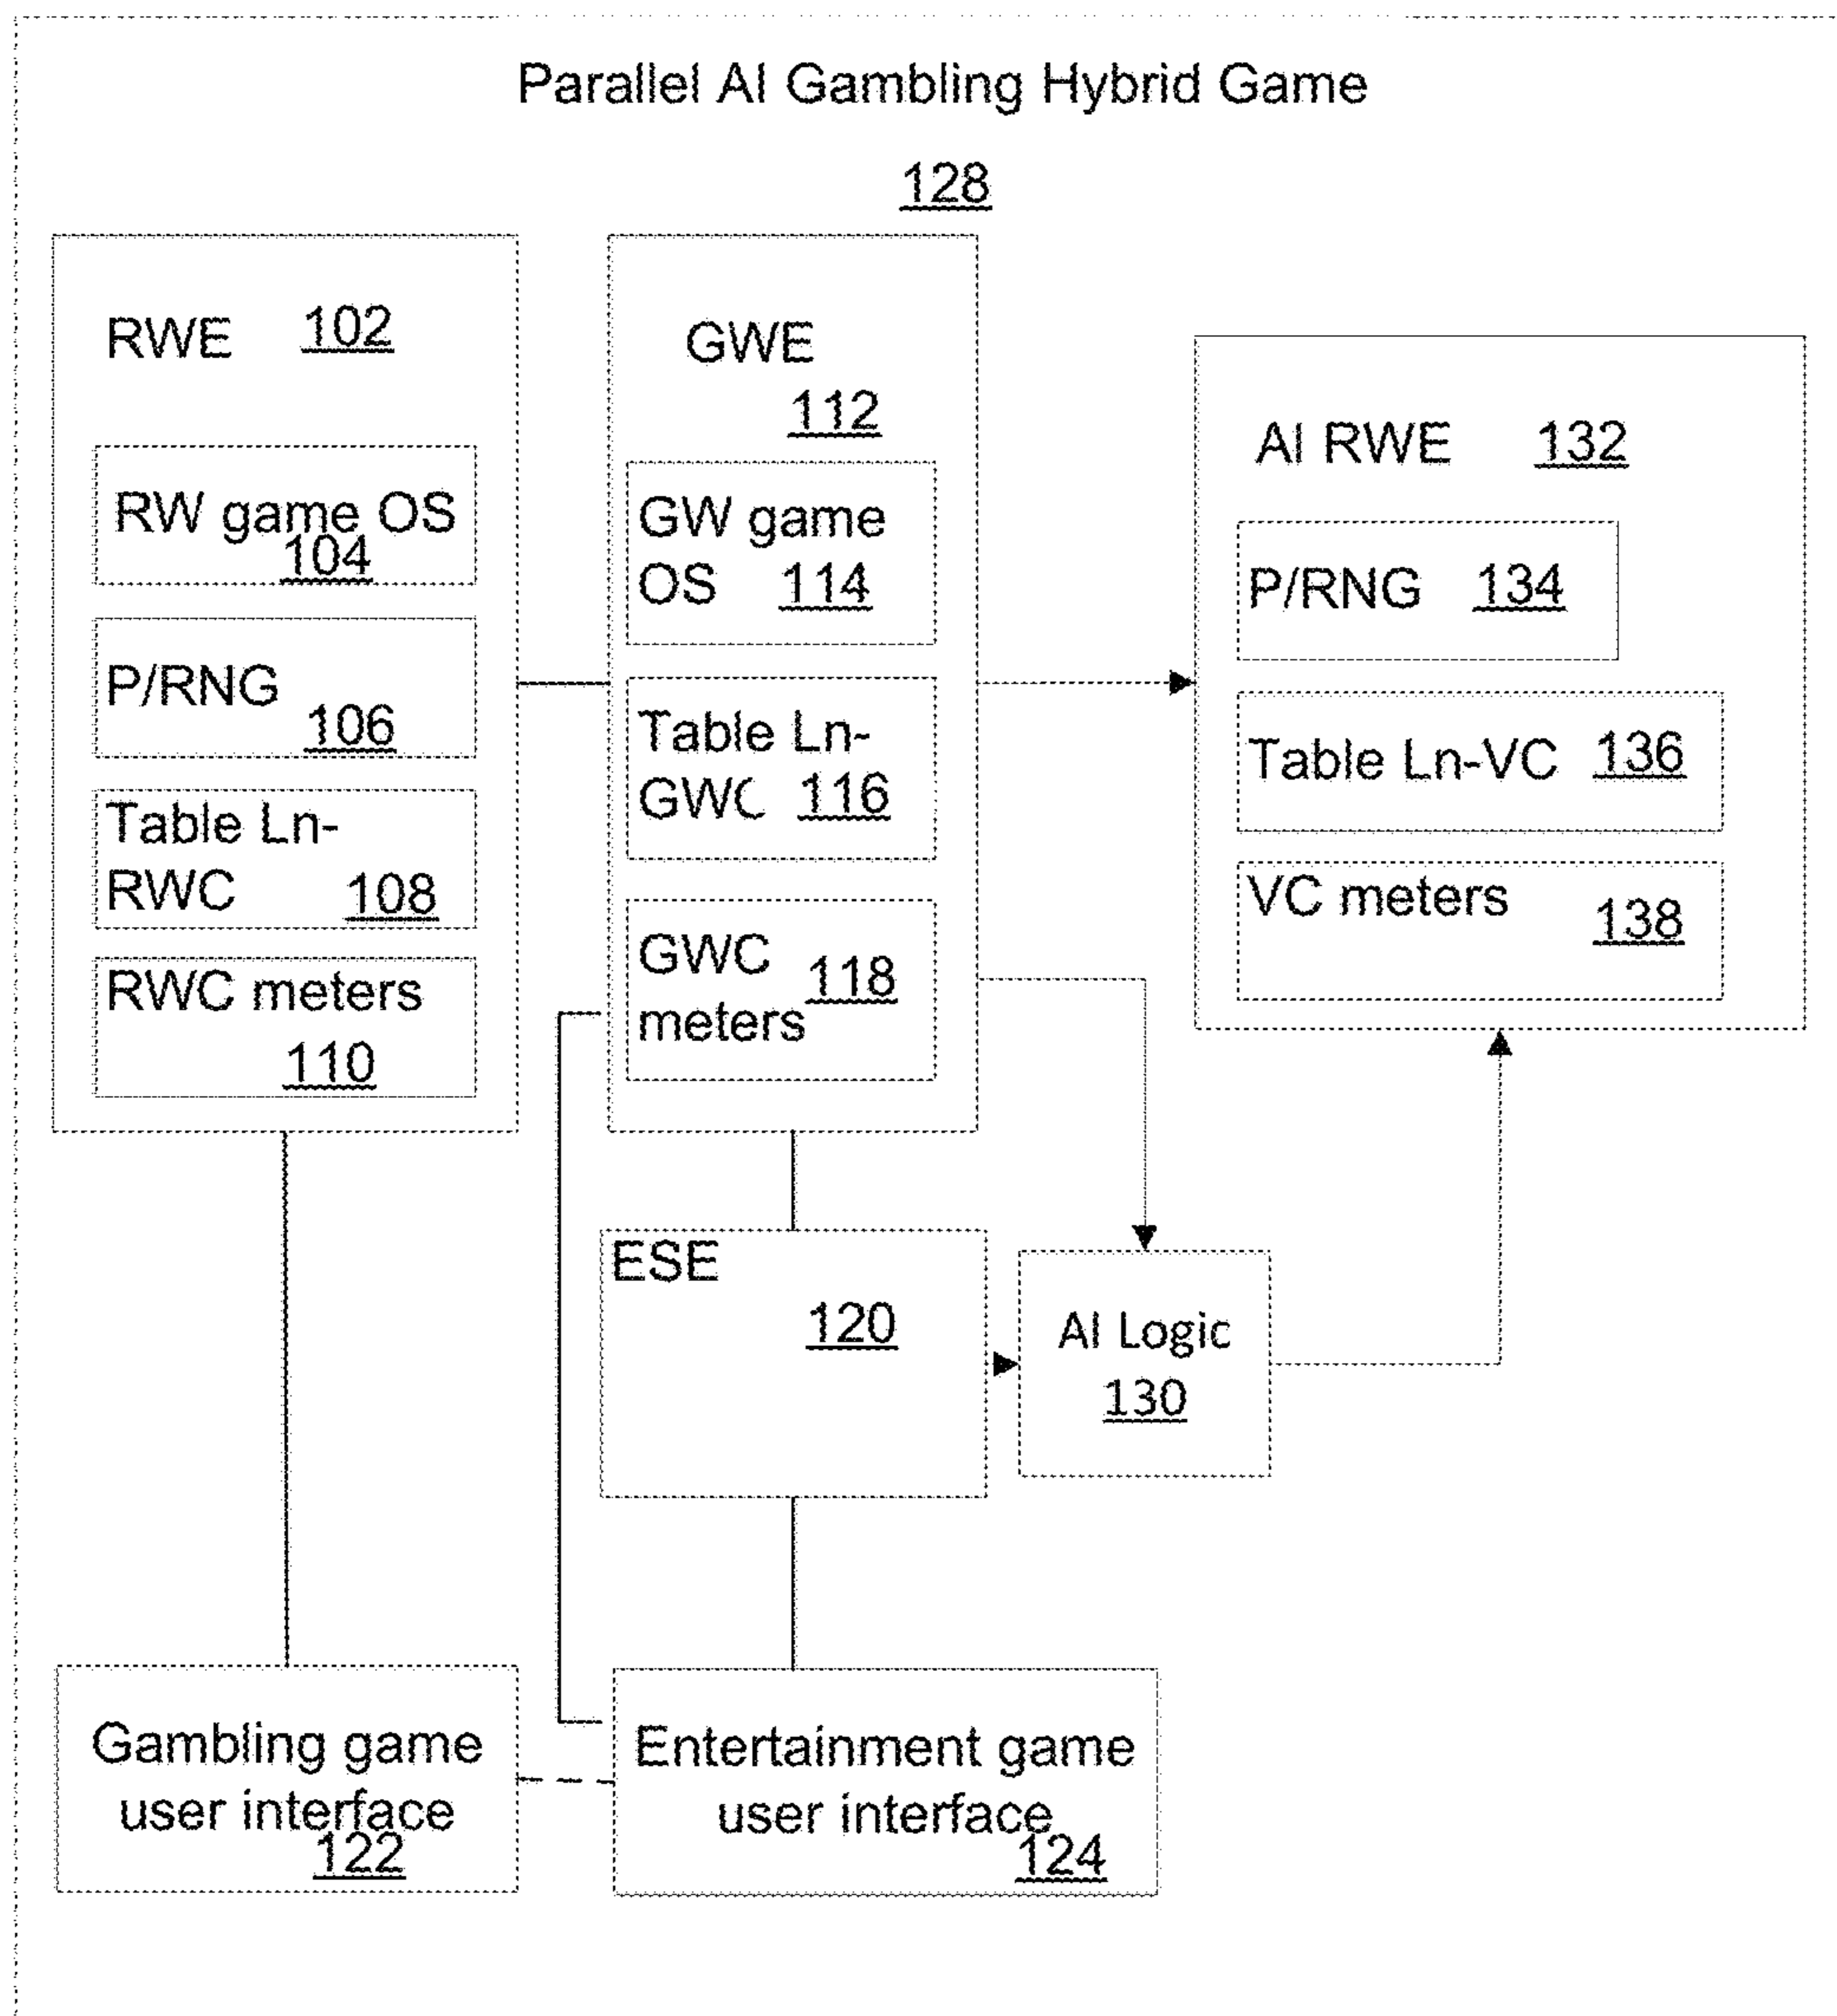 Parallel AI Gambling Hybrid Game
128
RWE 102
RW game OS
104
P/RNG
106
Table Ln-
RWC 108
RWC meters
110
GWE
112
GW game
OS 114
Table Ln-
GWC 116
GWC 118
meters
AI RWE 132
P/RNG 134
Table Ln-VC 136
VC meters
138
ESE
120
AI Logic
130
Gambling game
user interface
122
Entertainment game
user interface
124